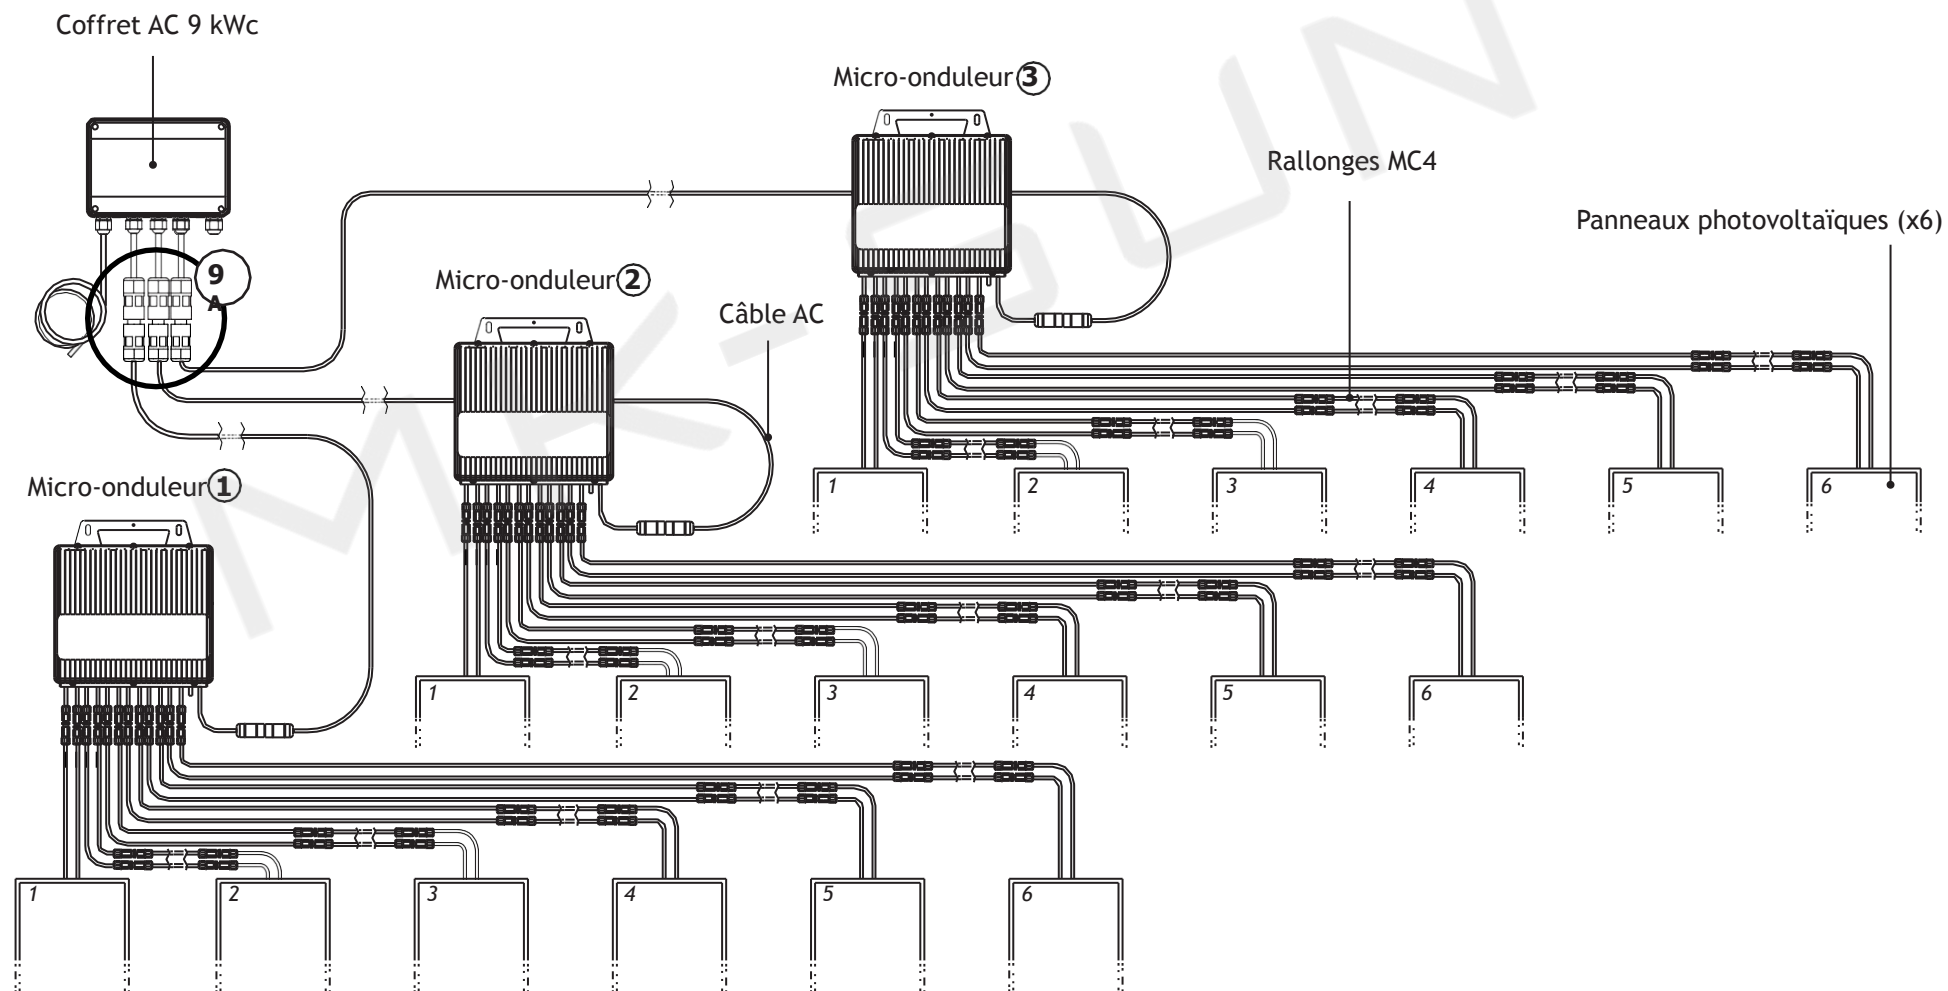 Coffret AC 9 kWc
Micro-onduleur 3
Rallonges MC4
Panneaux photovoltaïques (x6)
9
A
Micro-onduleur 2
Câble AC
Micro-onduleur 1
1 2 3 4 5 6
1 2 3 4 5 6
1 2 3 4 5 6
MK-SUN